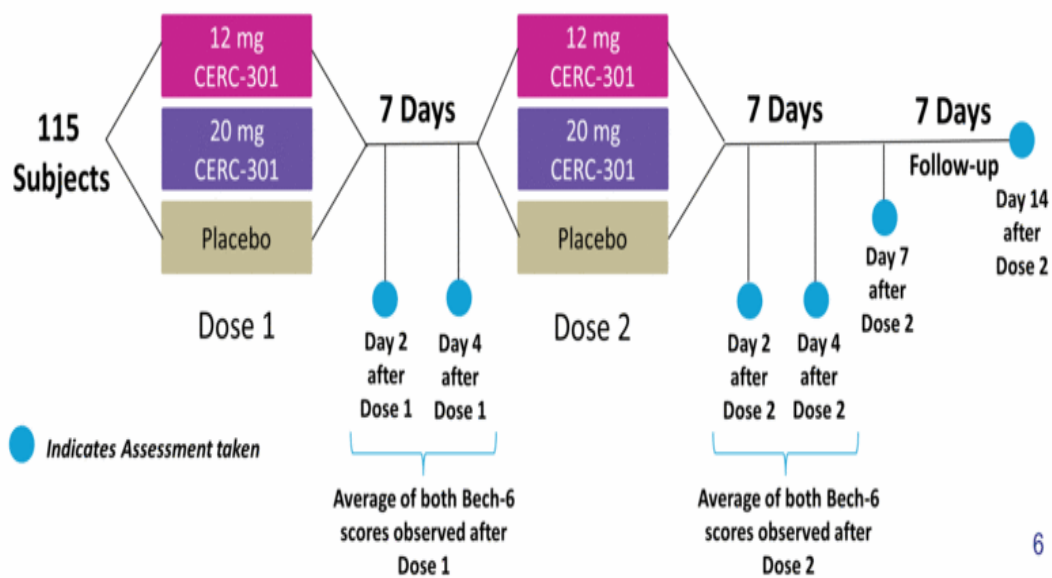 115
Subjects
12 mg
CERC-301
20 mg
CERC-301
Placebo
Dose 1
7 Days
Day 2
after
Dose 1
Day 4
after
Dose 1
Average of both Bech-6
scores observed after
Dose 1
12 mg
CERC-301
20 mg
CERC-301
Placebo
Dose 2
7 Days
Day 2
after
Dose 2
Day 4
after
Dose 2
Average of both Bech-6
scores observed after
Dose 2
Day 7
after
Dose 2
7 Days
Follow-up
Day 14
after
Dose 2
Indicates Assessment taken
6